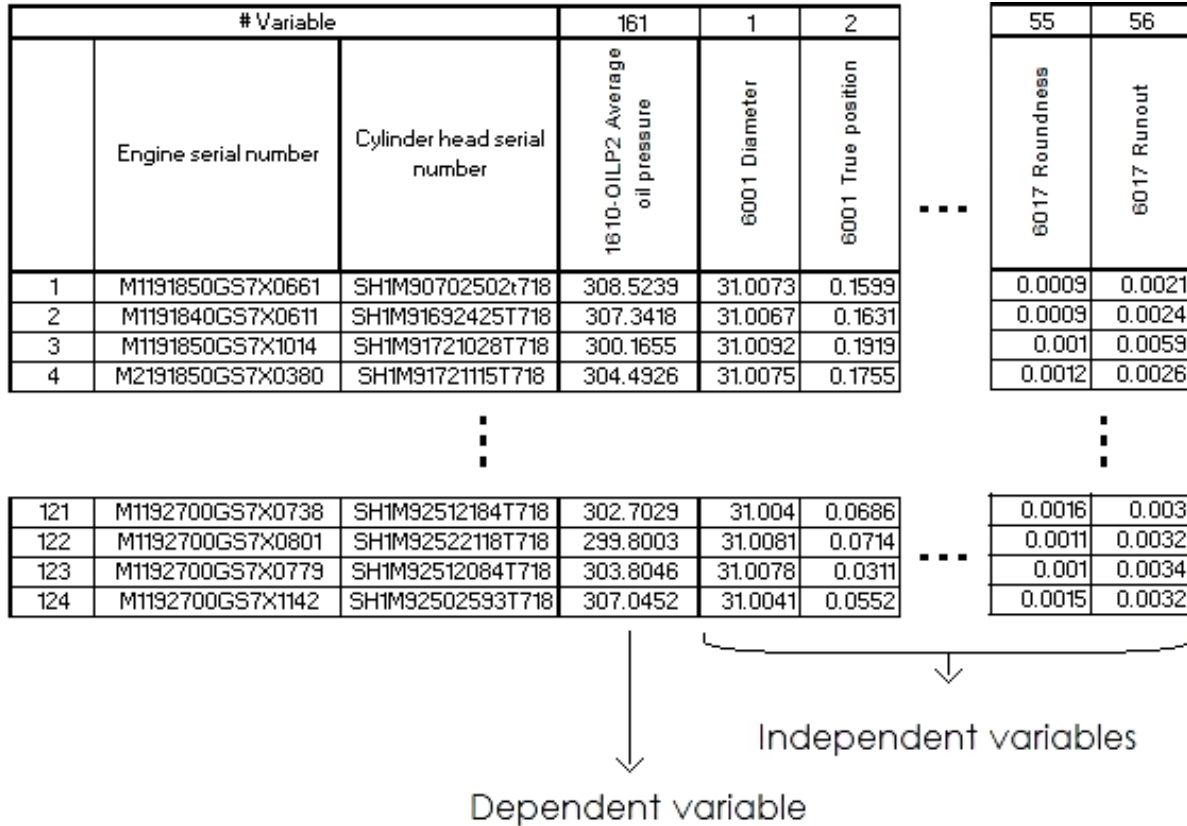 # Variable 161 1 2 55 56
Engine serial number Cylinder head serial number 1610-OILP2 Average oil pressure 6001 Diameter 6001 True position ... 6017 Roundness 6017 Runout
1 M1191850GS7X0661 SH1M90702502t718 308.5239 31.0073 0.1599 0.0009 0.0021
2 M1191840GS7X0611 SH1M91692425T718 307.3418 31.0067 0.1631 0.0009 0.0024
3 M1191850GS7X1014 SH1M91721028T718 300.1655 31.0092 0.1919 0.001 0.0059
4 M2191850GS7X0380 SH1M91721115T718 304.4926 31.0075 0.1755 0.0012 0.0026
121 M1192700GS7X0738 SH1M92512184T718 302.7029 31.004 0.0686 0.0016 0.003
122 M1192700GS7X0801 SH1M92522118T718 299.8003 31.0081 0.0714 ... 0.0011 0.0032
123 M1192700GS7X0779 SH1M92512084T718 303.8046 31.0078 0.0311 0.001 0.0034
124 M1192700GS7X1142 SH1M92502593T718 307.0452 31.0041 0.0552 0.0015 0.0032
Independent variables
Dependent variable